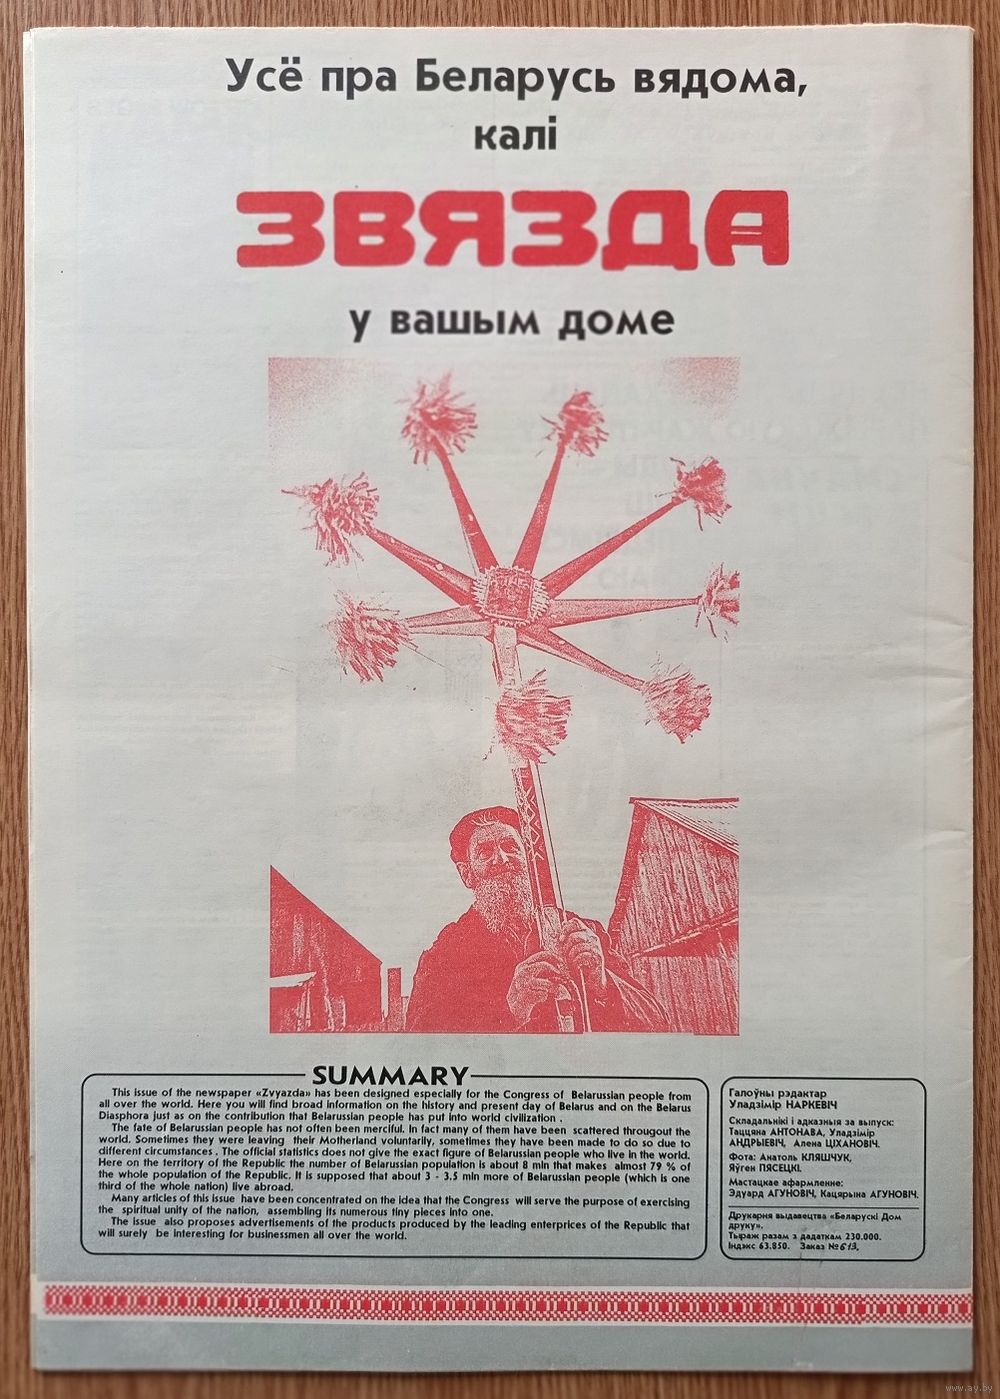 Усё пра Беларусь вядома,
калі
ЗВЯЗДА
у вашым доме
SUMMARY
This issue of the newspaper «Zvyazda» has been designed especially for the Congress of Belarussian people from
all over the world. Here you will find broad information on the history and present day of Belarus and on the Belarus
Diasphora just as on the contribution that Belarussian people has put into world civilization .
The fate of Belarussian people has not often been merciful. In fact many of them have been scattered througout the
world. Sometimes they were leaving their Motherland voluntarily, sometimes they have been made to do so due to
different circumstances . The official statistics does not give the exact figure of Belarussian people who live in the world.
Here on the territory of the Republic the number of Belarussian population is about 8 mln that makes almost 79 % of
the whole population of the Republic. It is supposed that about 3 - 3.5 mln more of Belarussian people (which is one
third of the whole nation) live abroad.
Many articles of this issue have been concentrated on the idea that the Congress will serve the purpose of exercising
the spiritual unity of the nation, assembling its numerous tiny pieces into one.
The issue also proposes advertisements of the products produced by the leading enterprices of the Republic that
will surely be interesting for businessmen all over the world.
Галоўны рэдактар
Уладзімір НАРКЕВІЧ
Складальнікі і адказныя за выпуск:
Таццяна АНТОНАВА, Уладзімір
АНДРЫЕВІЧ, Алена ЦІХАНОВІЧ.
Фота: Анатоль КЛЯШЧУК,
Яўген ПЯСЕЦКІ.
Мастацкае афармленне:
Эдуард АГУНОВІЧ, Кацярына АГУНОВІЧ.
Друкарня выдавецтва «Беларускі Дом
друку».
Тыраж разам з дадаткам 230.000.
Індэкс 63.850. Заказ № 613.
www.ay.by